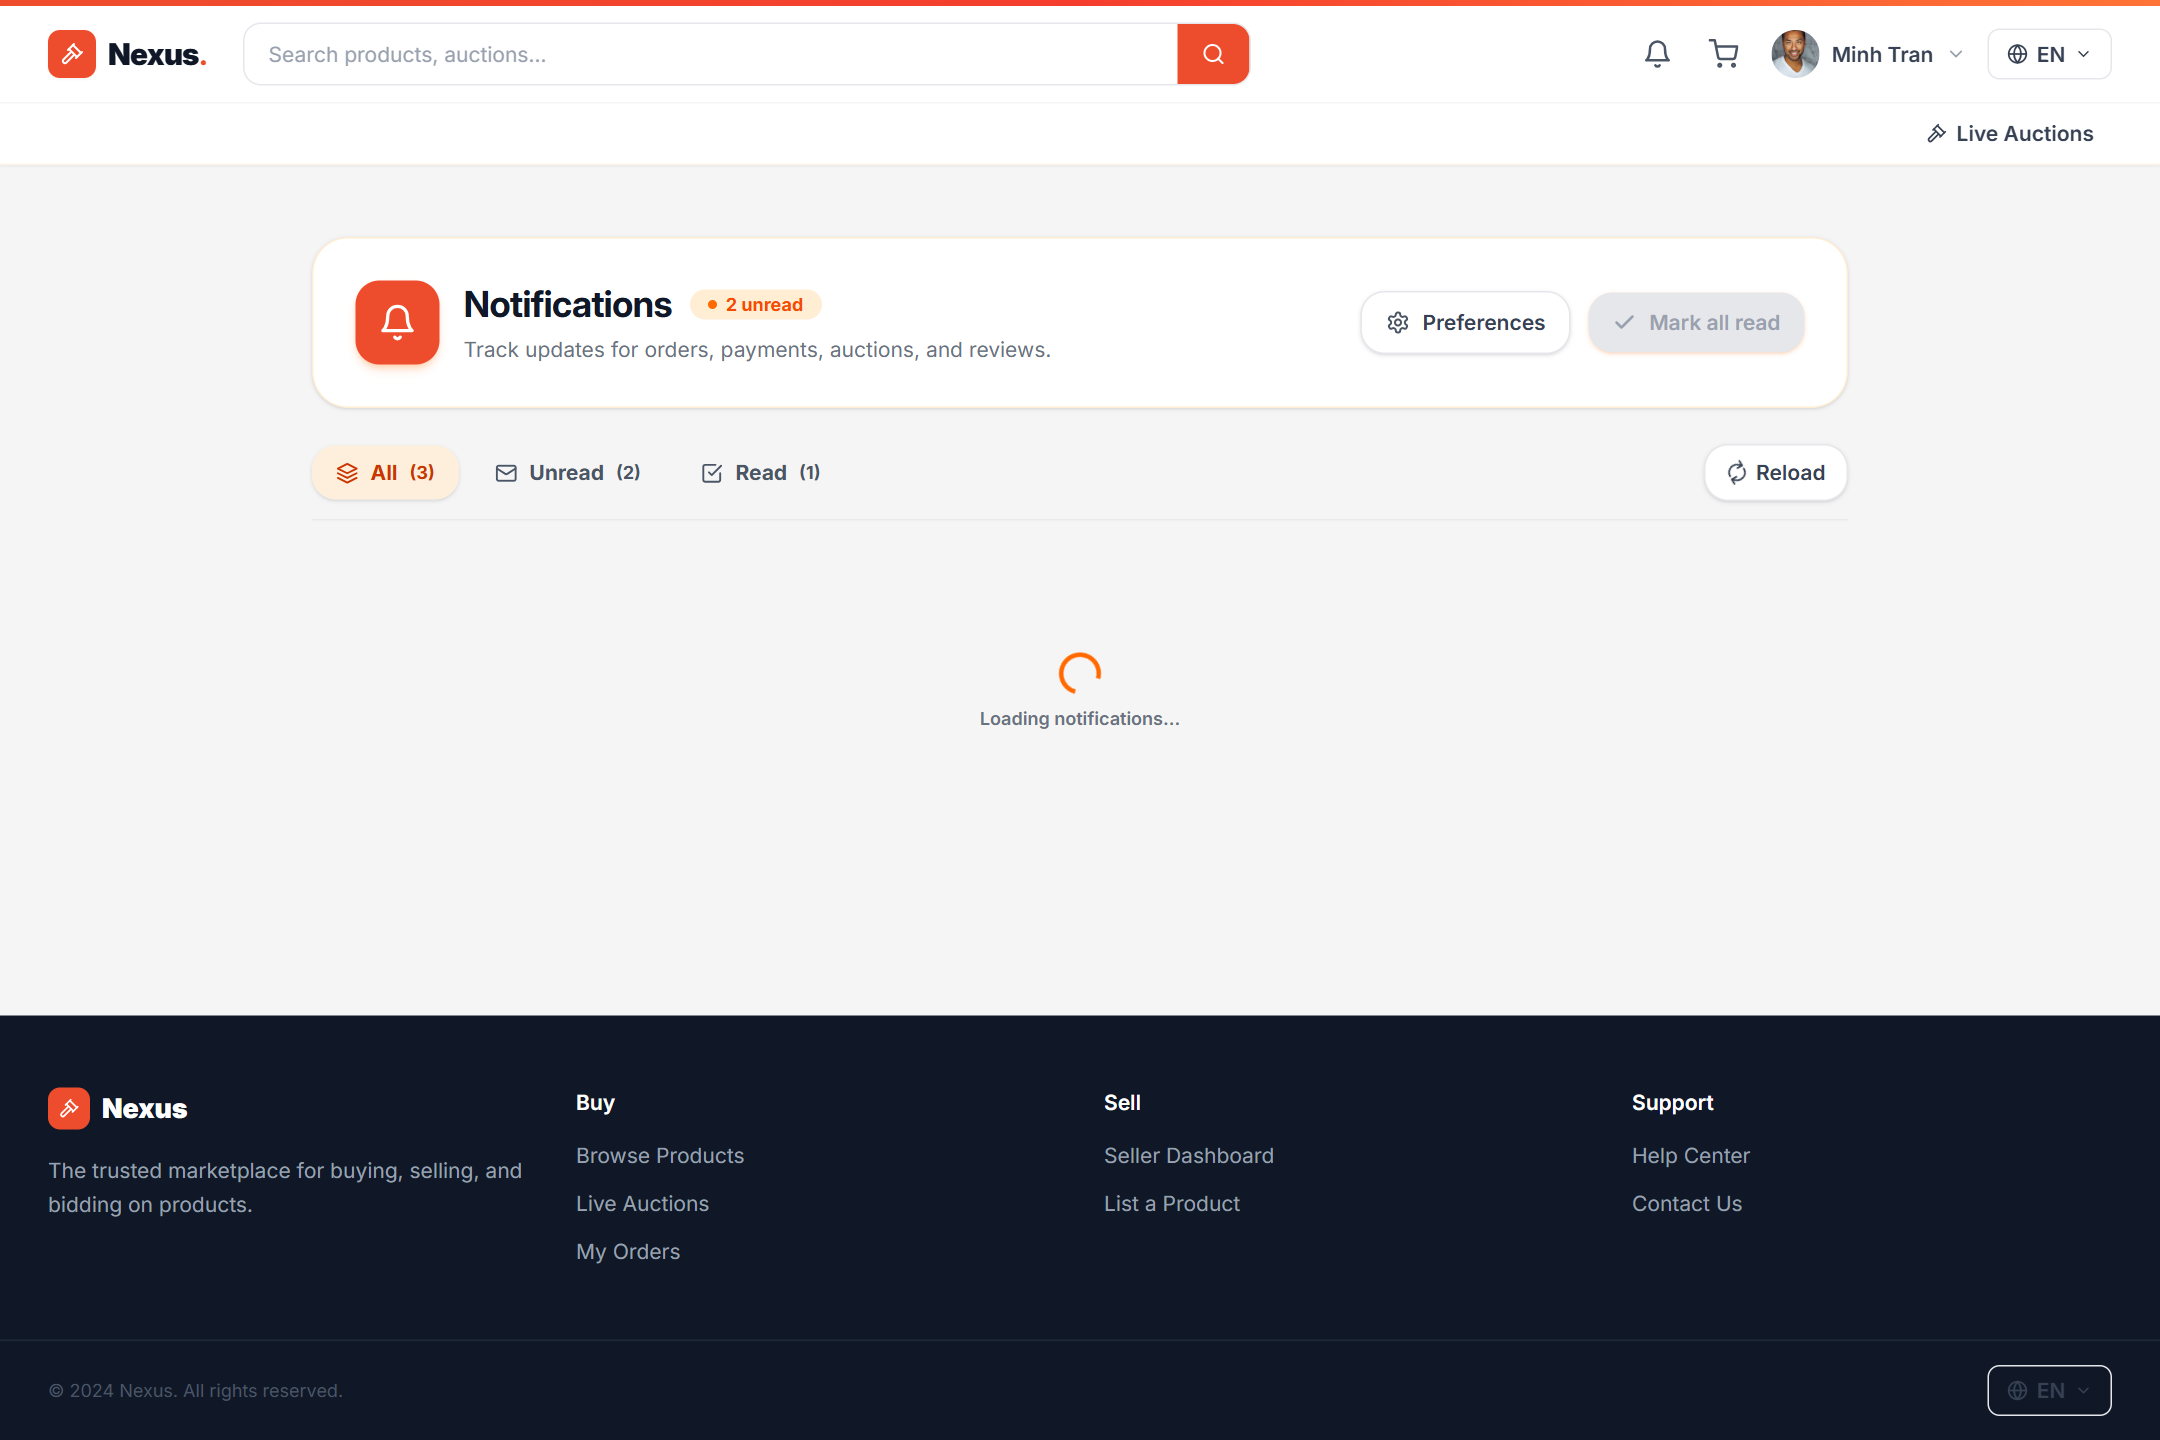 Nexus.
Search products, auctions...
Minh Tran
EN
Live Auctions
Notifications
2 unread
Track updates for orders, payments, auctions, and reviews.
Preferences
Mark all read
All (3)
Unread (2)
Read (1)
Reload
Loading notifications...
Nexus
The trusted marketplace for buying, selling, and
bidding on products.
Buy
Browse Products
Live Auctions
My Orders
Sell
Seller Dashboard
List a Product
Support
Help Center
Contact Us
© 2024 Nexus. All rights reserved.
EN